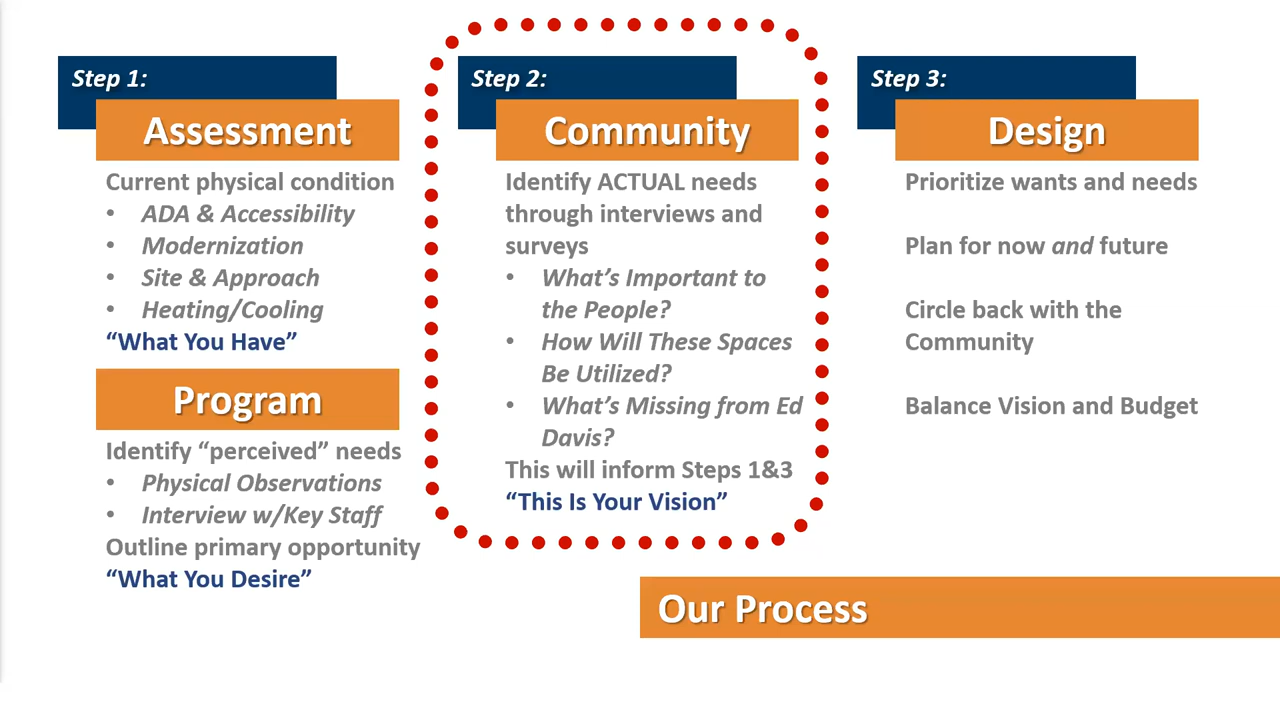 Step 1:
Assessment
Current physical condition
• ADA & Accessibility
• Modernization
• Site & Approach
• Heating/Cooling
“What You Have”
Program
Identify “perceived” needs
• Physical Observations
• Interview w/Key Staff
Outline primary opportunity
“What You Desire”
Step 2:
Community
Identify ACTUAL needs
through interviews and
surveys
• What’s Important to
the People?
• How Will These Spaces
Be Utilized?
• What’s Missing from Ed
Davis?
This will inform Steps 1&3
“This Is Your Vision”
Step 3:
Design
Prioritize wants and needs
Plan for now and future
Circle back with the
Community
Balance Vision and Budget
Our Process